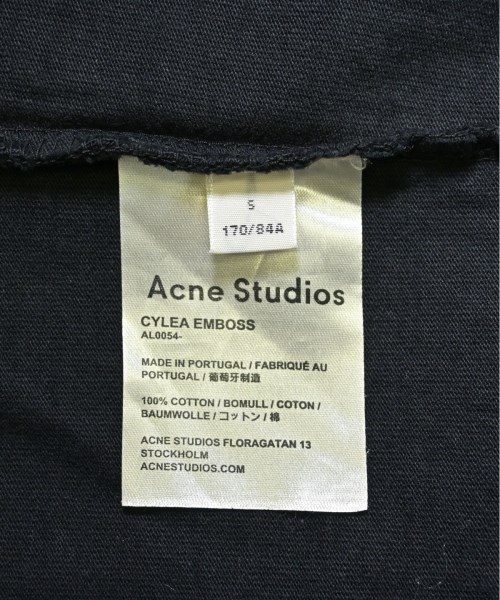 S
170/84A
Acne Studios
CYLEA EMBOSS
AL0054-
MADE IN PORTUGAL / FABRIQUÉ AU
PORTUGAL / 葡萄牙制造
100% COTTON / BOMULL / COTON /
BAUMWOLLE / コットン / 棉
ACNE STUDIOS FLORAGATAN 13
STOCKHOLM
ACNESTUDIOS.COM